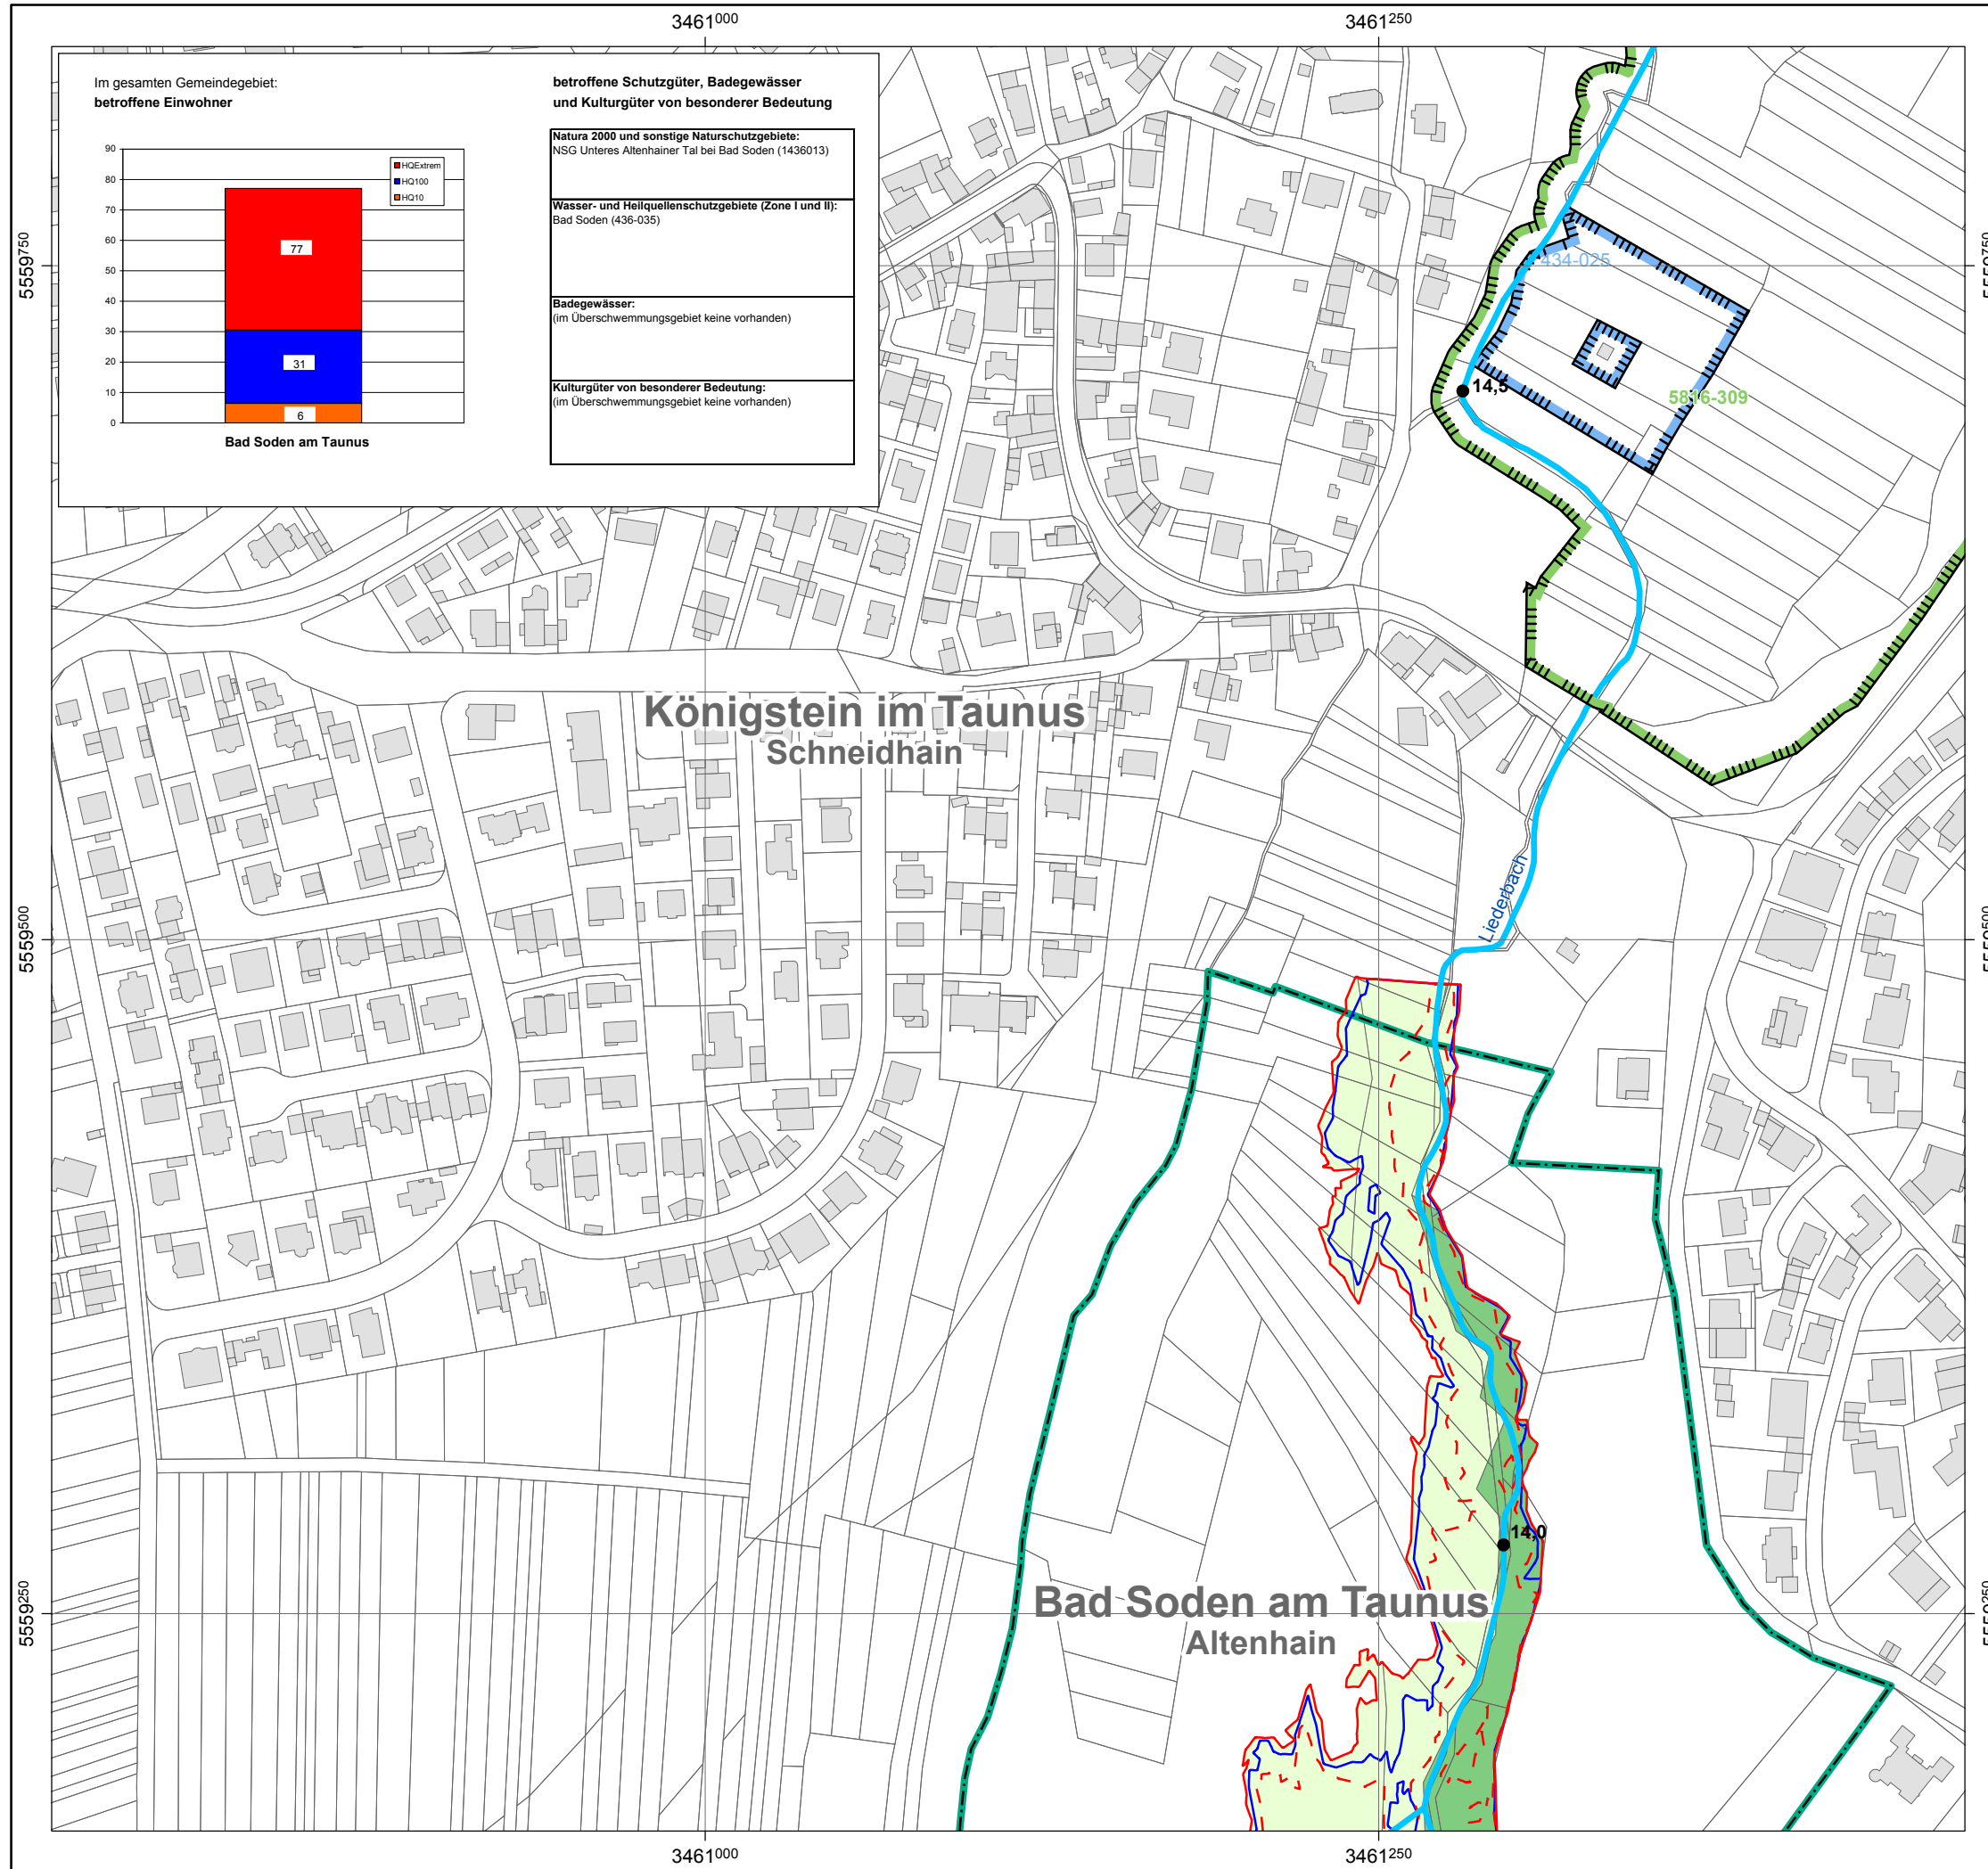 3461000
3461250
Im gesamten Gemeindegebiet:
betroffene Einwohner
90
80
70
60
50
40
30
20
10
0
HQExtrem
HQ100
HQ10
77
31
6
Bad Soden am Taunus
betroffene Schutzgüter, Badegewässer
und Kulturgüter von besonderer Bedeutung
Natura 2000 und sonstige Naturschutzgebiete:
NSG Unteres Altenhainer Tal bei Bad Soden (1436013)
Wasser- und Heilquellenschutzgebiete (Zone I und II):
Bad Soden (436-035)
Badegewässer:
(im Überschwemmungsgebiet keine vorhanden)
Kulturgüter von besonderer Bedeutung:
(im Überschwemmungsgebiet keine vorhanden)
5559750
5559750
434-025
14,5
5816-309
Königstein im Taunus
Schneidhain
Liederbach
5559500
5559500
14,0
Bad Soden am Taunus
Altenhain
5559250
5559250
3461000
3461250